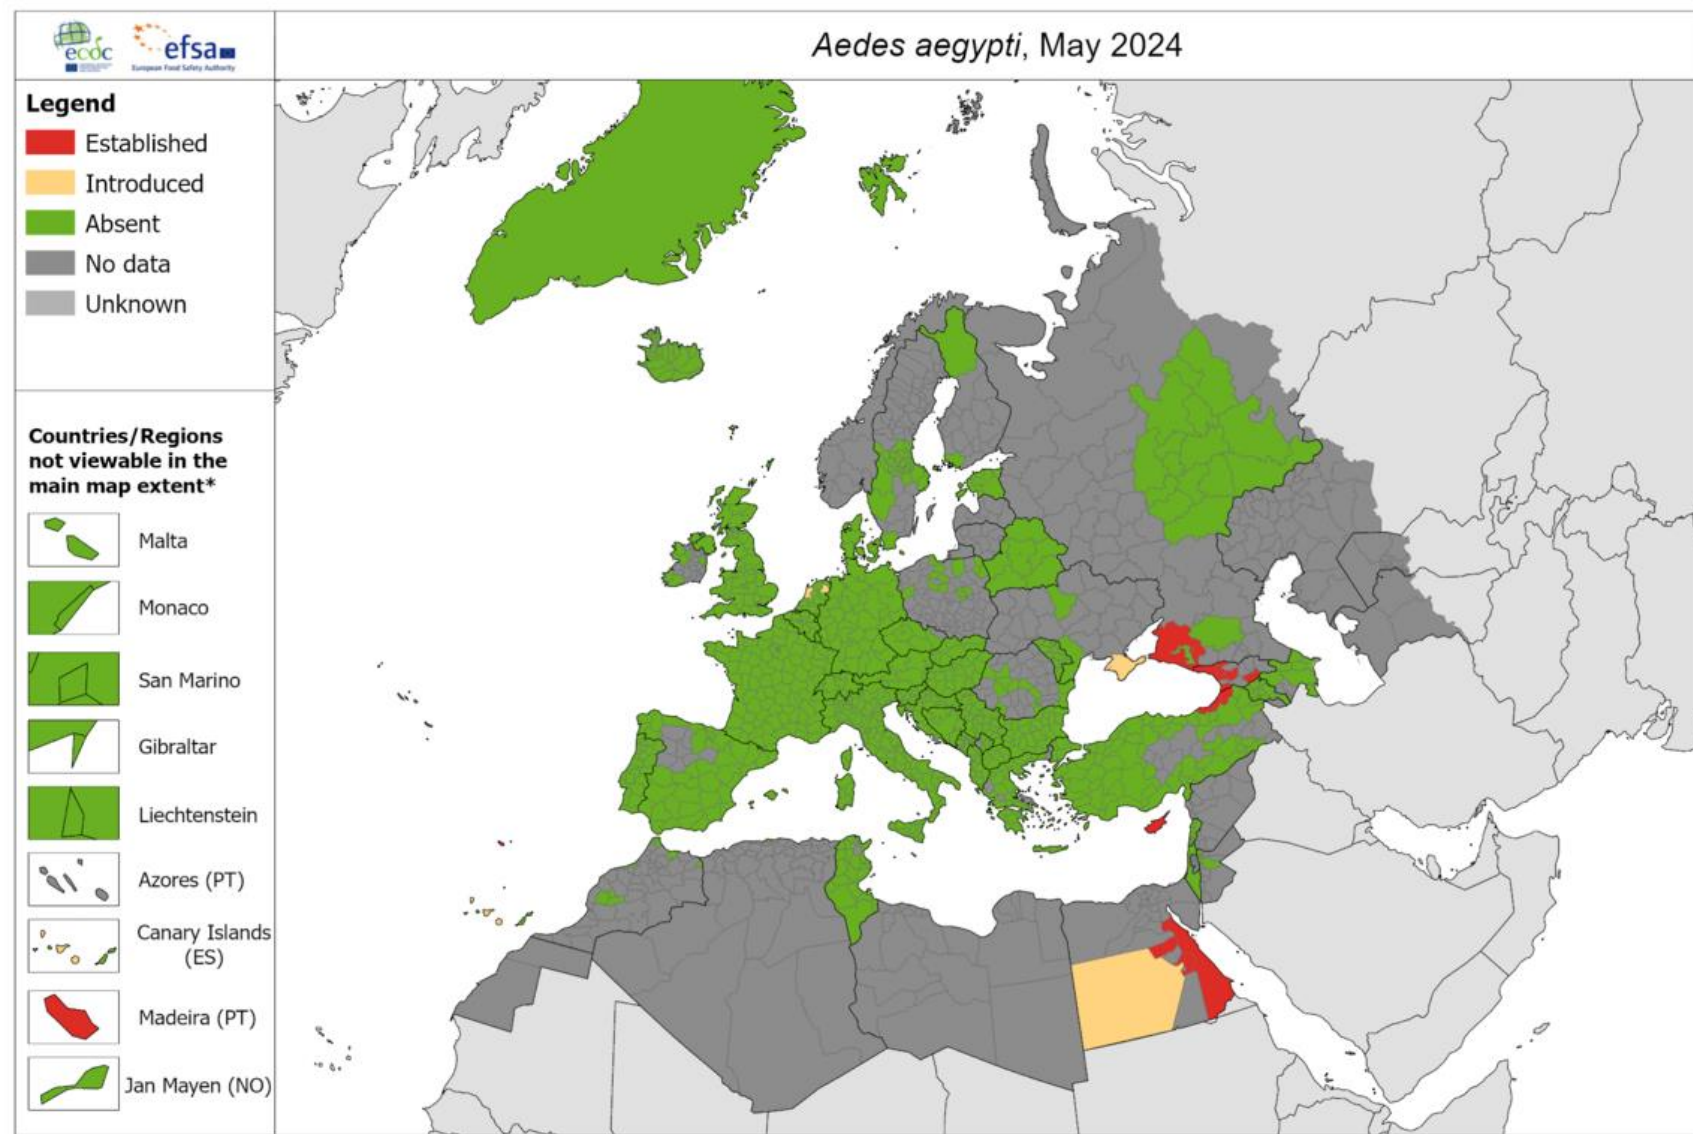 ecdc
efsa
European Food Safety Authority
Aedes aegypti, May 2024
Legend
Established
Introduced
Absent
No data
Unknown
Countries/Regions
not viewable in the
main map extent*
Malta
Monaco
San Marino
Gibraltar
Liechtenstein
Azores (PT)
Canary Islands
(ES)
Madeira (PT)
Jan Mayen (NO)